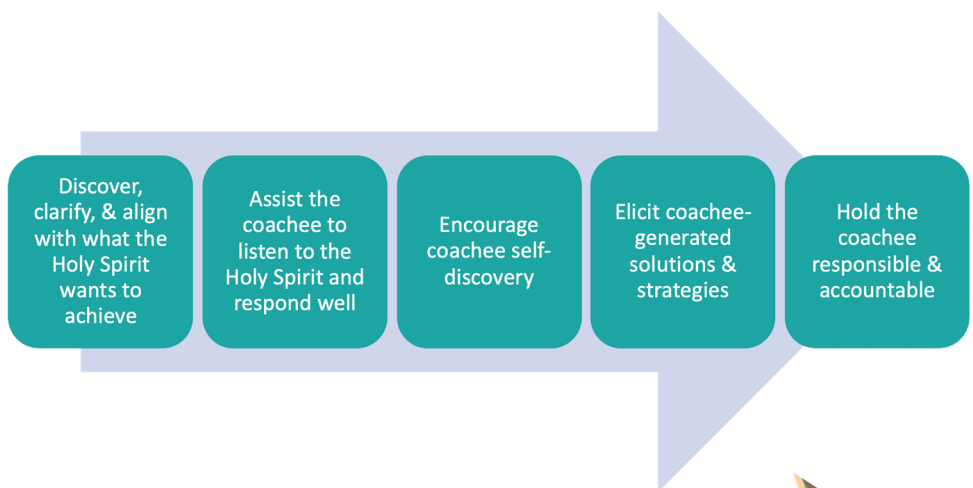 Discover,
clarify, & align
with what the
Holy Spirit
wants to
achieve
Assist the
coachee to
listen to the
Holy Spirit and
respond well
Encourage
coachee self-
discovery
Elicit coachee-
generated
solutions &
strategies
Hold the
coachee
responsible &
accountable